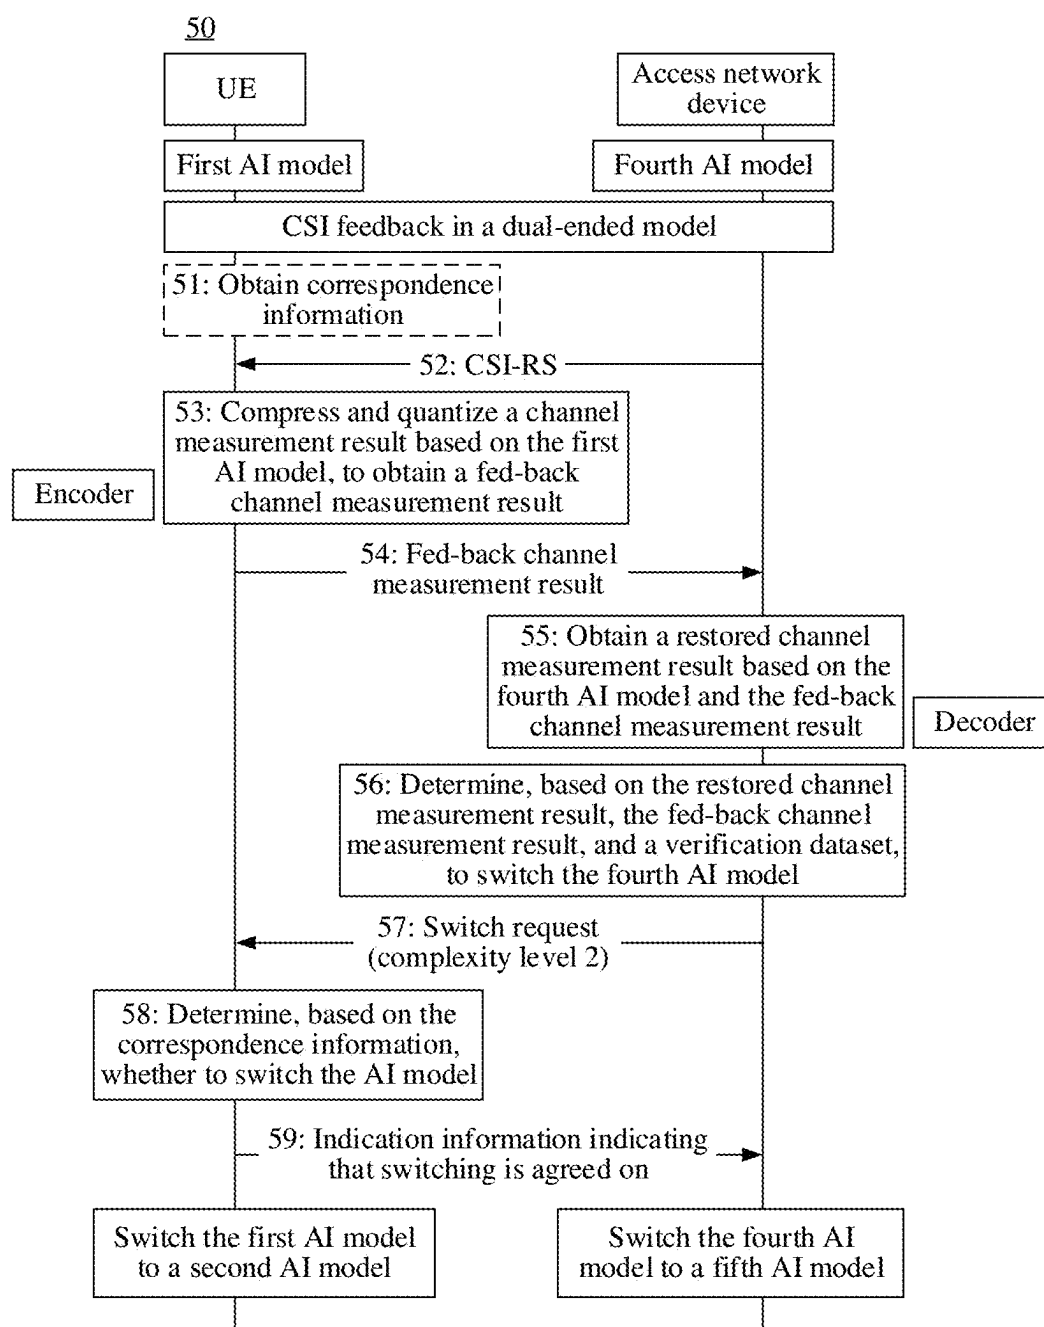 50
UE
Access network
device
First AI model
Fourth AI model
CSI feedback in a dual-ended model
51: Obtain correspondence
information
52: CSI-RS
53: Compress and quantize a channel
measurement result based on the first
AI model, to obtain a fed-back
channel measurement result
Encoder
54: Fed-back channel
measurement result
55: Obtain a restored channel
measurement result based on the
fourth AI model and the fed-back
channel measurement result
Decoder
56: Determine, based on the restored channel
measurement result, the fed-back channel
measurement result, and a verification dataset,
to switch the fourth AI model
57: Switch request
(complexity level 2)
58: Determine, based on the
correspondence information,
whether to switch the AI model
59: Indication information indicating
that switching is agreed on
Switch the first AI model
to a second AI model
Switch the fourth AI
model to a fifth AI model